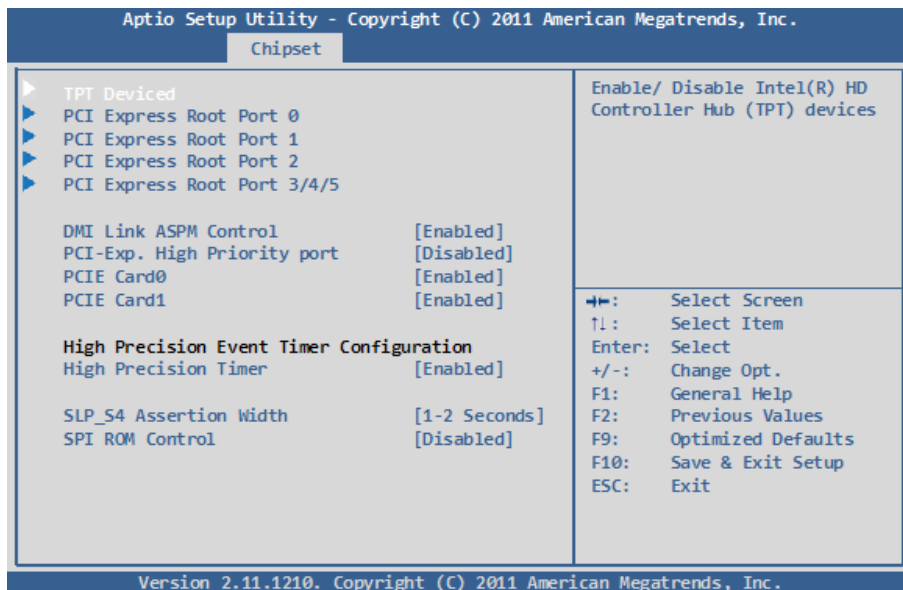 Aptio Setup Utility - Copyright (C) 2011 American Megatrends, Inc.
Chipset
TPT Deviced
PCI Express Root Port 0
PCI Express Root Port 1
PCI Express Root Port 2
PCI Express Root Port 3/4/5
DMI Link ASPM Control [Enabled]
PCI-Exp. High Priority port [Disabled]
PCIE Card0 [Enabled]
PCIE Card1 [Enabled]
High Precision Event Timer Configuration
High Precision Timer [Enabled]
SLP_S4 Assertion Width [1-2 Seconds]
SPI ROM Control [Disabled]
Enable/ Disable Intel(R) HD
Controller Hub (TPT) devices
→←: Select Screen
↑↓: Select Item
Enter: Select
+/-: Change Opt.
F1: General Help
F2: Previous Values
F9: Optimized Defaults
F10: Save & Exit Setup
ESC: Exit
Version 2.11.1210. Copyright (C) 2011 American Megatrends, Inc.